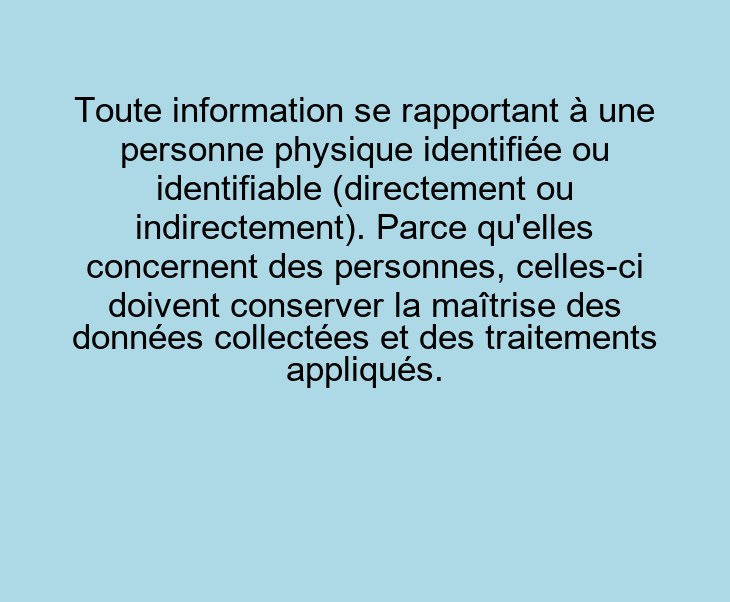 Toute information se rapportant à une
personne physique identifiée ou
identifiable (directement ou
indirectement). Parce qu'elles
concernent des personnes, celles-ci
doivent conserver la maîtrise des
données collectées et des traitements
appliqués.